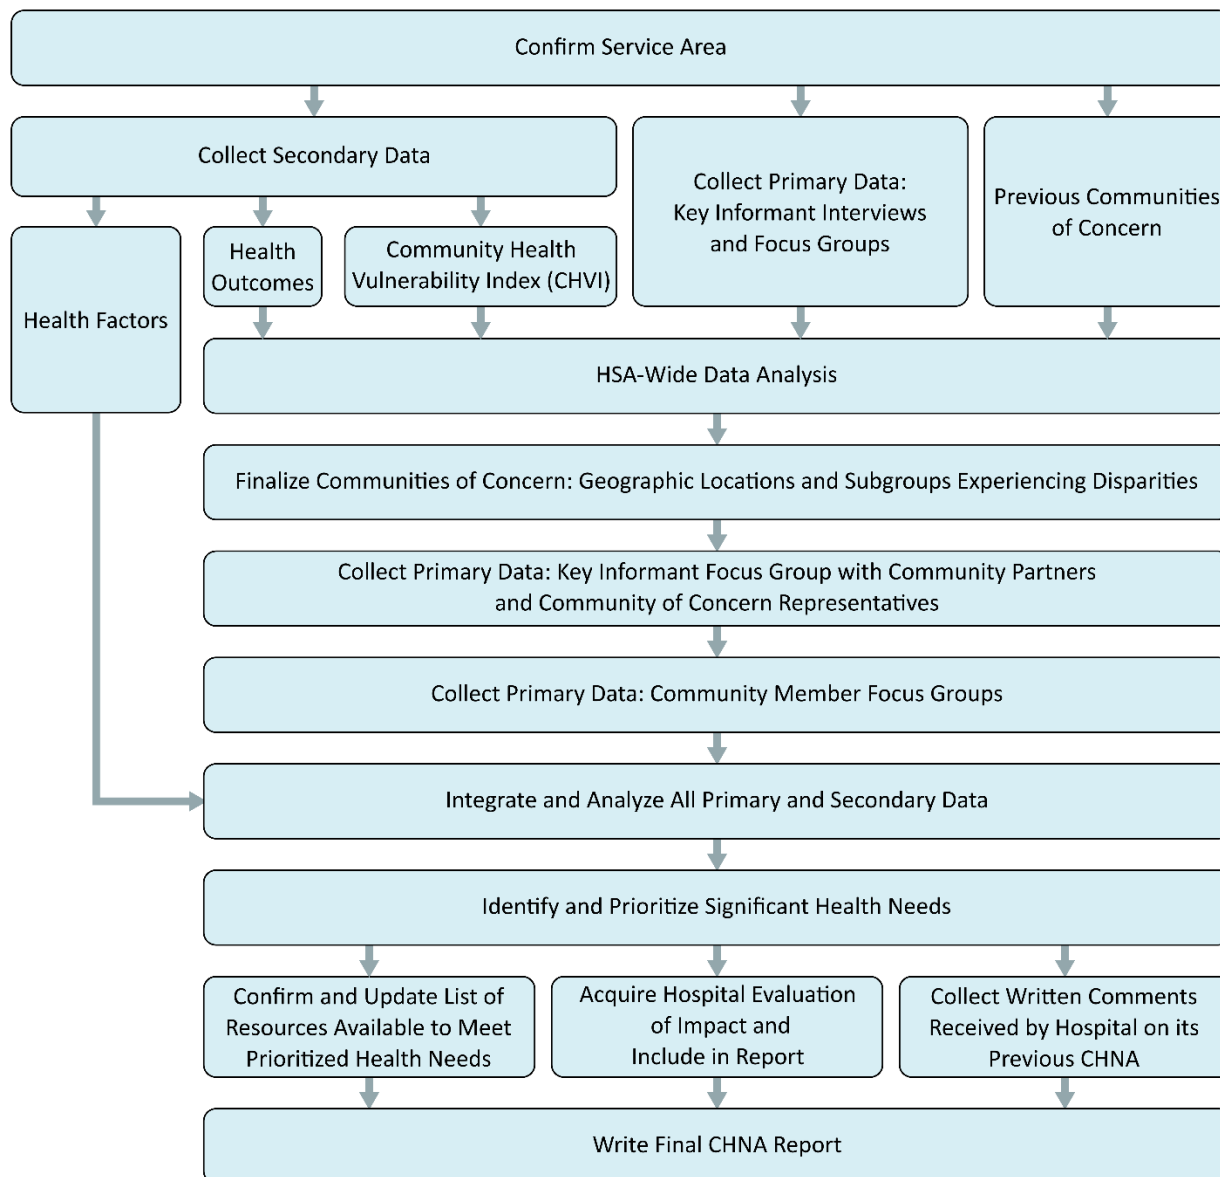 Confirm Service Area
Collect Secondary Data
Collect Primary Data:
Key Informant Interviews
and Focus Groups
Previous Communities
of Concern
Health Factors
Health
Outcomes
Community Health
Vulnerability Index (CHVI)
HSA-Wide Data Analysis
Finalize Communities of Concern: Geographic Locations and Subgroups Experiencing Disparities
Collect Primary Data: Key Informant Focus Group with Community Partners
and Community of Concern Representatives
Collect Primary Data: Community Member Focus Groups
Integrate and Analyze All Primary and Secondary Data
Identify and Prioritize Significant Health Needs
Confirm and Update List of
Resources Available to Meet
Prioritized Health Needs
Acquire Hospital Evaluation
of Impact and
Include in Report
Collect Written Comments
Received by Hospital on its
Previous CHNA
Write Final CHNA Report